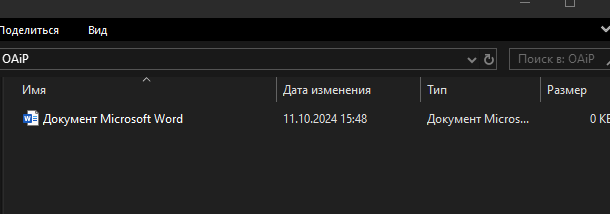 Поделиться Вид
OAiP Поиск в: OAiP
Имя Дата изменения Тип Размер
Документ Microsoft Word 11.10.2024 15:48 Документ Micros... 0 КБ